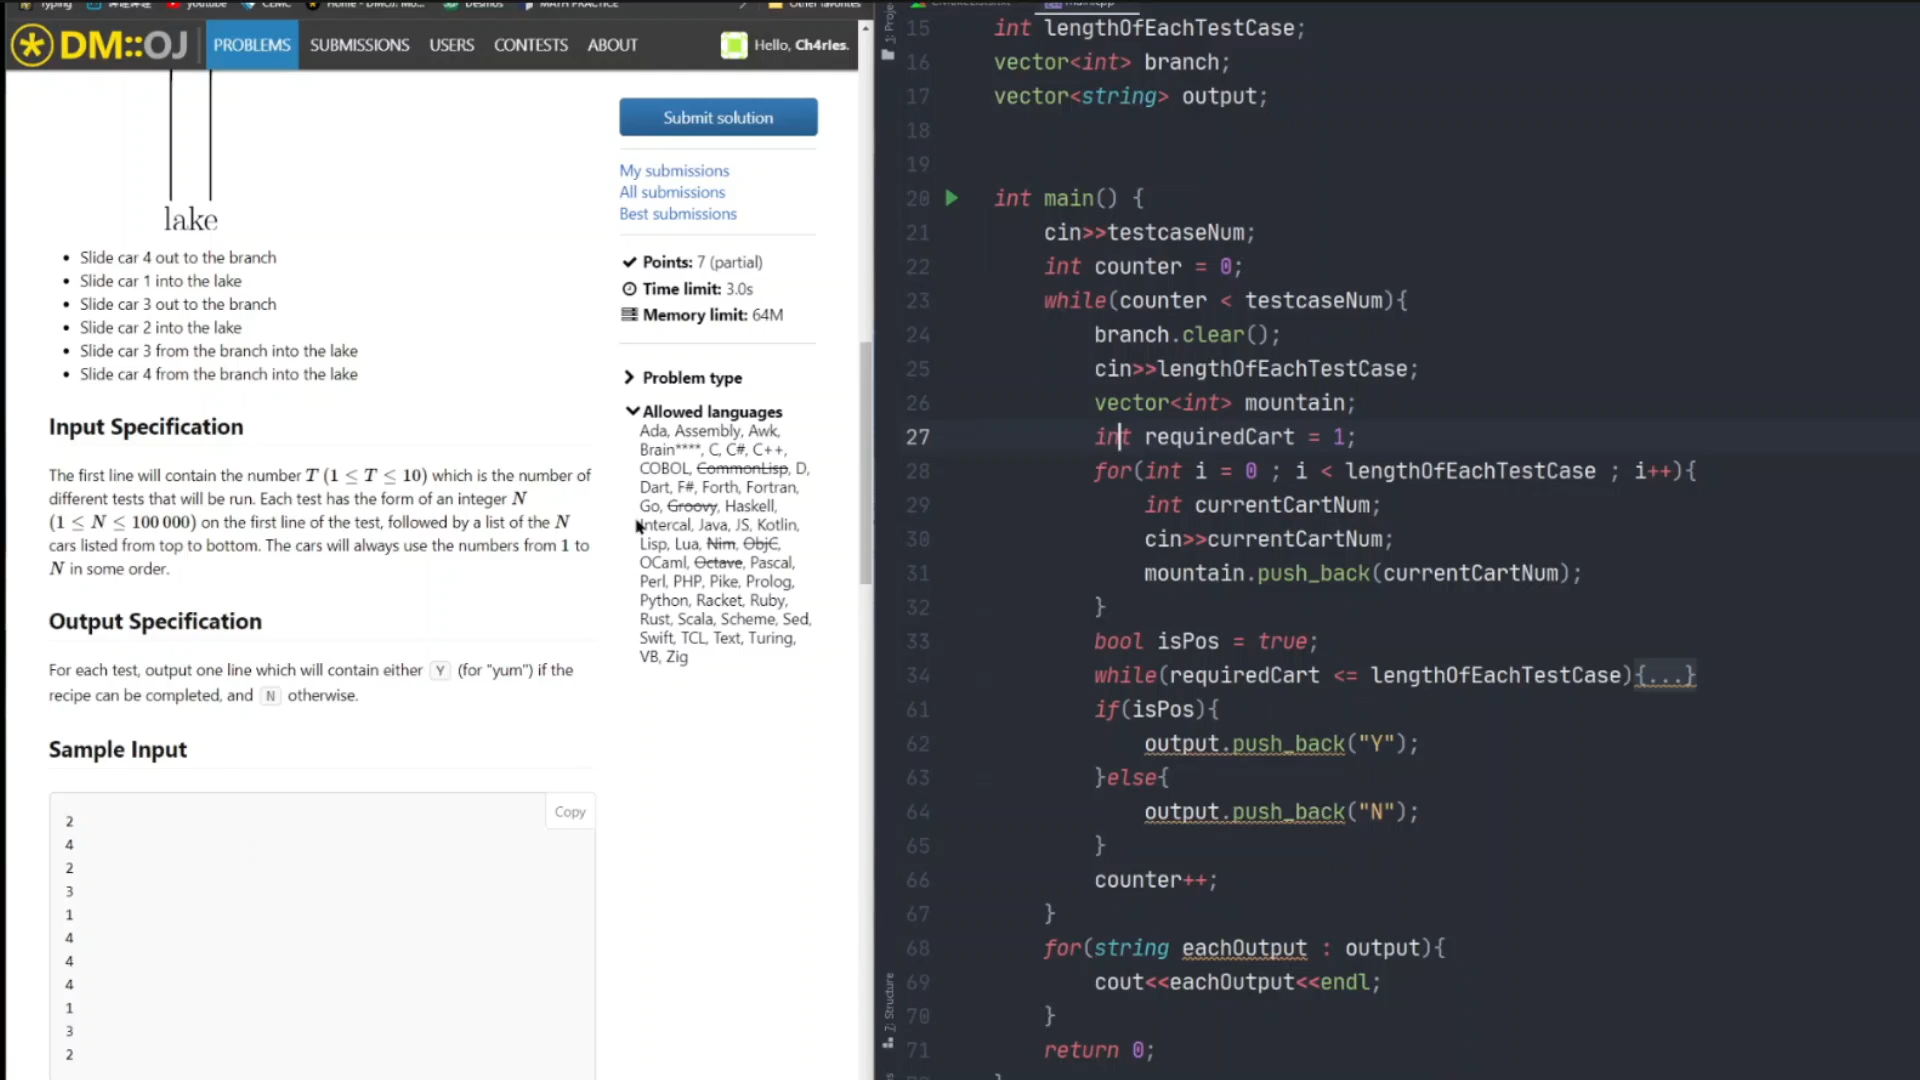 Typing
youtube
CEMC
Home - DMOJ: Mo...
Desmos
MATH PRACTICE
Other favorites
DM::OJ
PROBLEMS
SUBMISSIONS
USERS
CONTESTS
ABOUT
Hello, Ch4rles.
lake
• Slide car 4 out to the branch
• Slide car 1 into the lake
• Slide car 3 out to the branch
• Slide car 2 into the lake
• Slide car 3 from the branch into the lake
• Slide car 4 from the branch into the lake
Input Specification
The first line will contain the number T (1 ≤ T ≤ 10) which is the number of
different tests that will be run. Each test has the form of an integer N
(1 ≤ N ≤ 100 000) on the first line of the test, followed by a list of the N
cars listed from top to bottom. The cars will always use the numbers from 1 to
N in some order.
Output Specification
For each test, output one line which will contain either Y (for "yum") if the
recipe can be completed, and N otherwise.
Sample Input
Copy
2
4
2
3
1
4
4
4
1
3
2
Submit solution
My submissions
All submissions
Best submissions
Points: 7 (partial)
Time limit: 3.0s
Memory limit: 64M
Problem type
Allowed languages
Ada, Assembly, Awk,
Brain****, C, C#, C++,
COBOL, CommonLisp, D,
Dart, F#, Forth, Fortran,
Go, Groovy, Haskell,
Intercal, Java, JS, Kotlin,
Lisp, Lua, Nim, ObjC,
OCaml, Octave, Pascal,
Perl, PHP, Pike, Prolog,
Python, Racket, Ruby,
Rust, Scala, Scheme, Sed,
Swift, TCL, Text, Turing,
VB, Zig
1: Proje
7: Structure
15 int lengthOfEachTestCase;
16 vector<int> branch;
17 vector<string> output;
18
19
20 int main() {
21 cin>>testcaseNum;
22 int counter = 0;
23 while(counter < testcaseNum){
24 branch.clear();
25 cin>>lengthOfEachTestCase;
26 vector<int> mountain;
27 int requiredCart = 1;
28 for(int i = 0 ; i < lengthOfEachTestCase ; i++){
29 int currentCartNum;
30 cin>>currentCartNum;
31 mountain.push_back(currentCartNum);
32 }
33 bool isPos = true;
34 while(requiredCart <= lengthOfEachTestCase){...}
61 if(isPos){
62 output.push_back("Y");
63 }else{
64 output.push_back("N");
65 }
66 counter++;
67 }
68 for(string eachOutput : output){
69 cout<<eachOutput<<endl;
70 }
71 return 0;